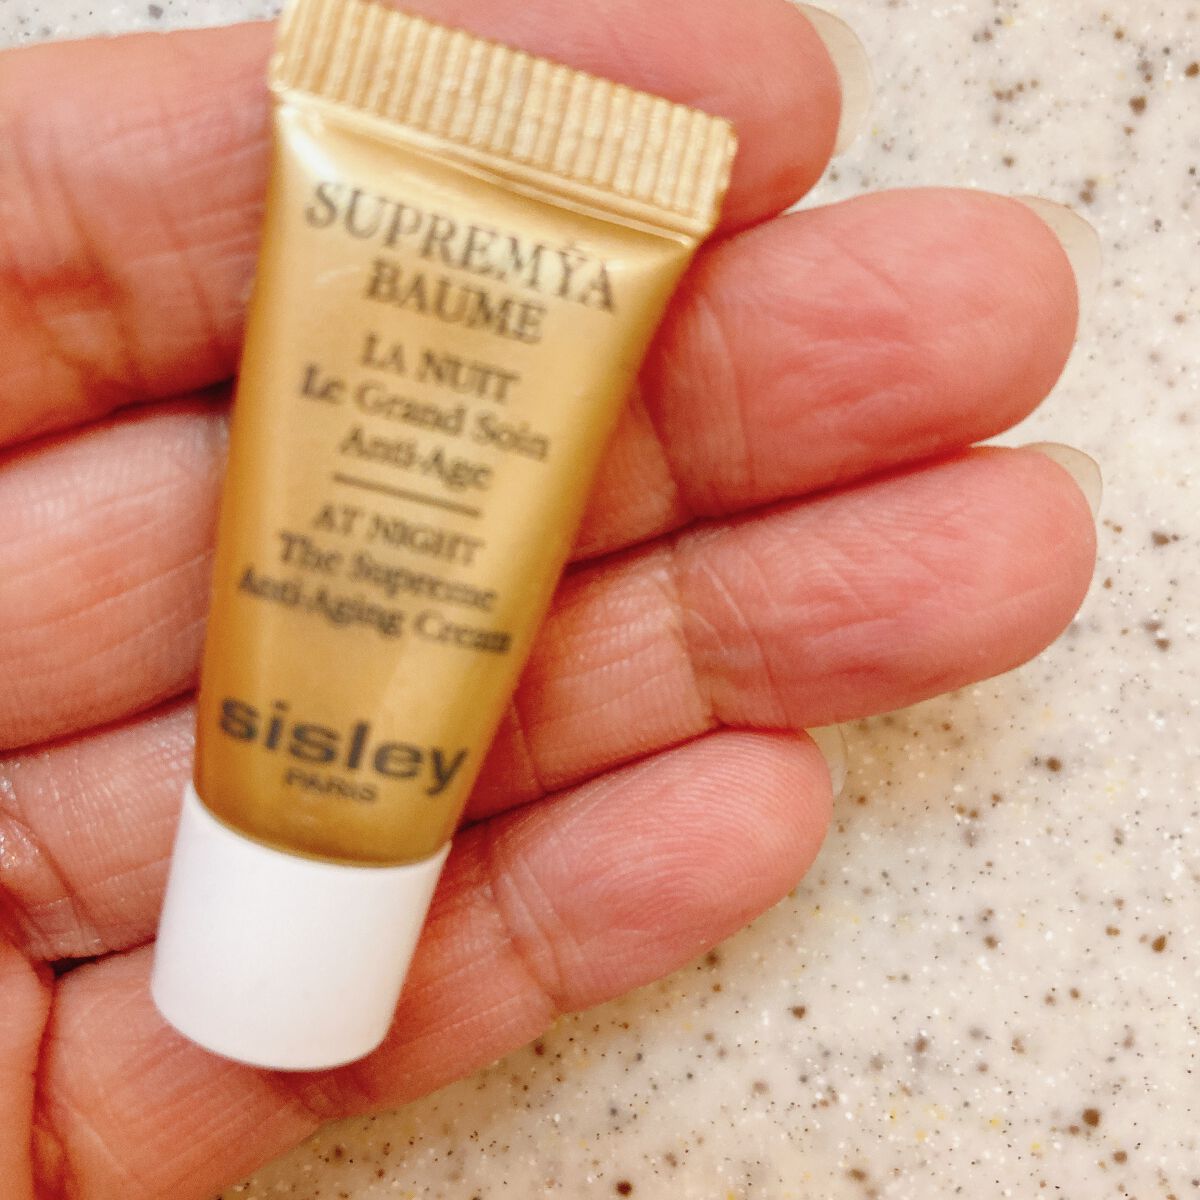 SUPREMŸA
BAUME
LA NUIT
Le Grand Soin
Anti-Age
AT NIGHT
The Supreme
Anti-Aging Cream
sisley
PARIS